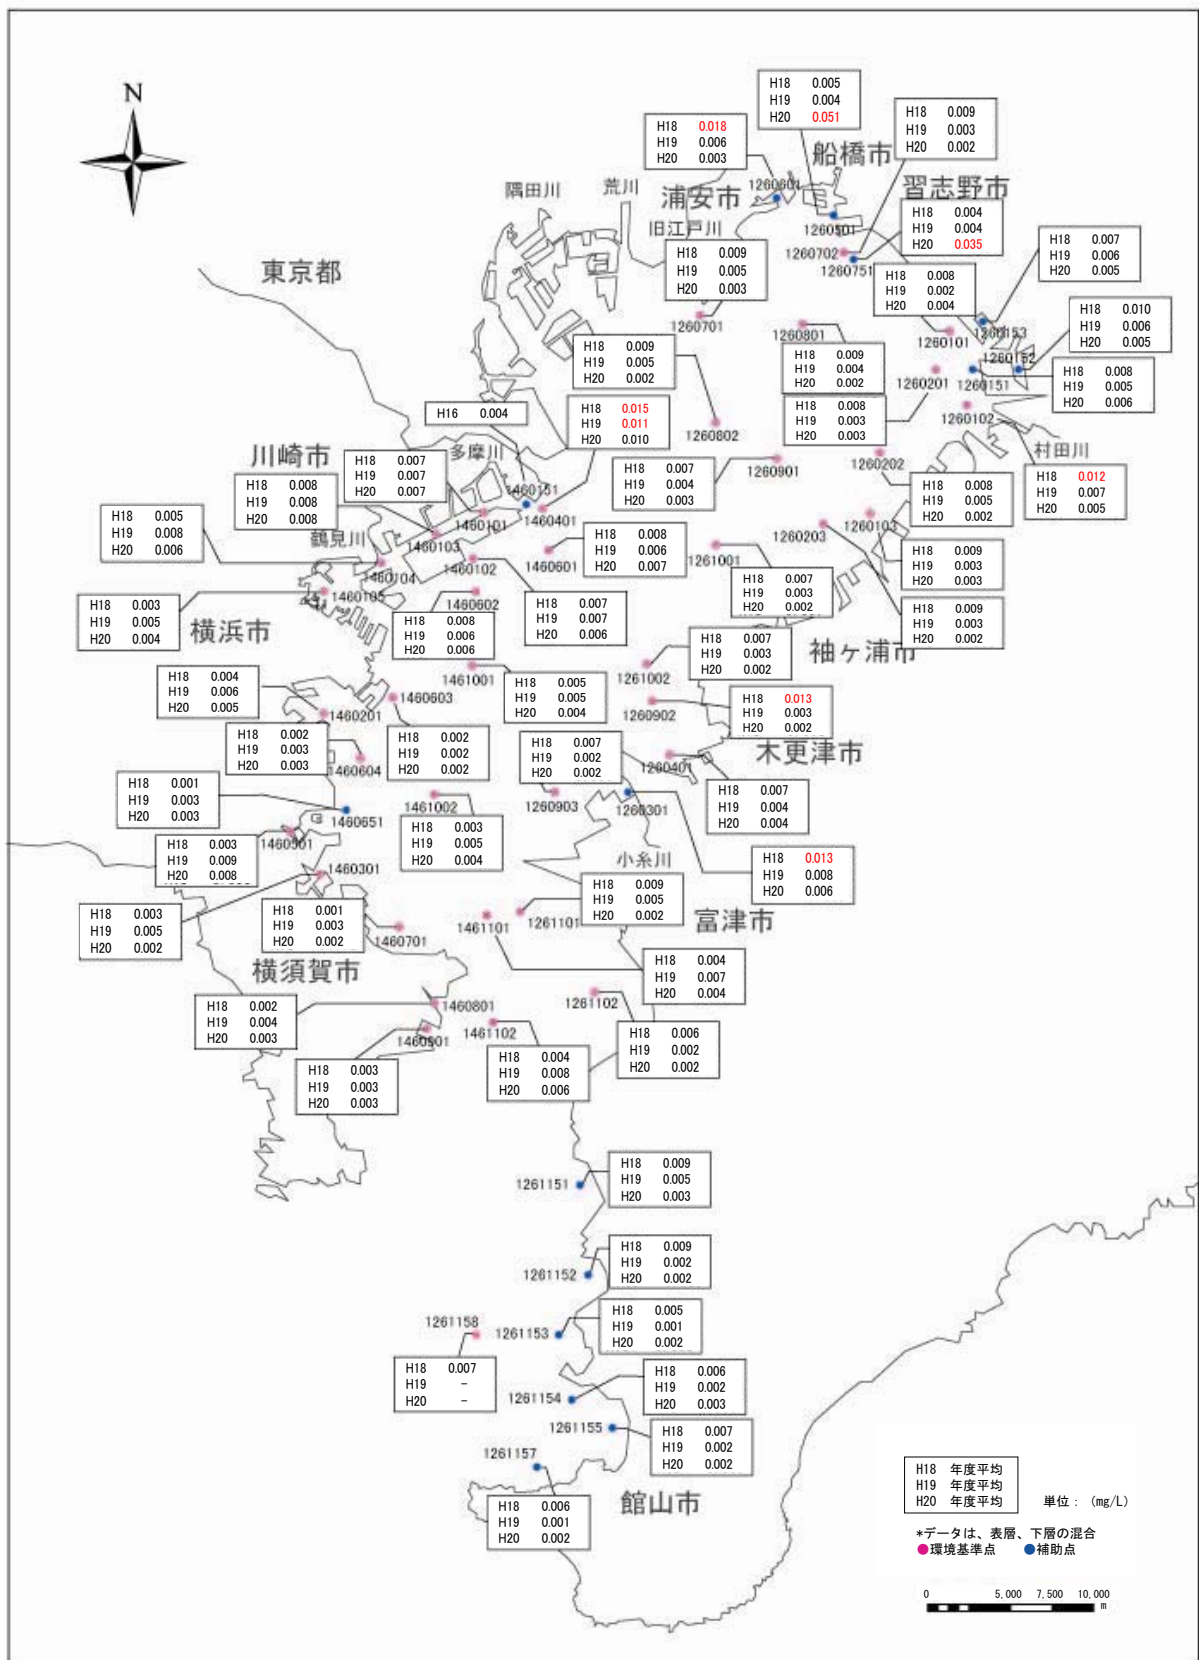 N
H18 0.005
H19 0.004
H20 0.051
H18 0.009
H19 0.003
H20 0.002
H18 0.018
H19 0.006
H20 0.003
船橋市
1260601
浦安市
習志野市
隅田川
荒川
旧江戸川
1260501
H18 0.004
H19 0.004
H20 0.035
H18 0.007
H19 0.006
H20 0.005
東京都
H18 0.009
H19 0.005
H20 0.003
1260702
1260751
H18 0.008
H19 0.002
H20 0.004
1260701
1260801
1260101
1260153
H18 0.010
H19 0.006
H20 0.005
H18 0.009
H19 0.005
H20 0.002
H18 0.009
H19 0.004
H20 0.002
1260152
1260201
1260151
H18 0.008
H19 0.005
H20 0.006
H16 0.004
H18 0.015
H19 0.011
H20 0.010
1260802
H18 0.008
H19 0.003
H20 0.003
1260102
川崎市
多摩川
村田川
H18 0.007
H19 0.007
H20 0.007
H18 0.007
H19 0.004
H20 0.003
1260901
1260202
H18 0.012
H19 0.007
H20 0.005
H18 0.008
H19 0.008
H20 0.008
1460151
H18 0.008
H19 0.005
H20 0.002
H18 0.005
H19 0.008
H20 0.006
鶴見川
1460101
1460401
1260203
1260103
1460103
H18 0.008
H19 0.006
H20 0.007
1261001
H18 0.009
H19 0.003
H20 0.003
1460104
1460102
1460601
H18 0.007
H19 0.003
H20 0.002
1460105
1460602
H18 0.003
H19 0.005
H20 0.004
横浜市
H18 0.007
H19 0.007
H20 0.006
H18 0.009
H19 0.003
H20 0.002
H18 0.008
H19 0.006
H20 0.006
H18 0.007
H19 0.003
H20 0.002
袖ヶ浦市
1461001
1261002
H18 0.004
H19 0.006
H20 0.005
H18 0.005
H19 0.005
H20 0.004
1460603
1260902
H18 0.013
H19 0.003
H20 0.002
1460201
H18 0.002
H19 0.003
H20 0.003
H18 0.002
H19 0.002
H20 0.002
H18 0.007
H19 0.002
H20 0.002
木更津市
1460604
1260401
H18 0.001
H19 0.003
H20 0.003
H18 0.007
H19 0.004
H20 0.004
1461002
1260903
1260301
1460651
H18 0.003
H19 0.005
H20 0.004
1460501
H18 0.003
H19 0.009
H20 0.008
小糸川
H18 0.013
H19 0.008
H20 0.006
1460301
H18 0.009
H19 0.005
H20 0.002
H18 0.003
H19 0.005
H20 0.002
H18 0.001
H19 0.003
H20 0.002
1460701
1461101
1261101
富津市
横須賀市
H18 0.004
H19 0.007
H20 0.004
H18 0.002
H19 0.004
H20 0.003
1460801
1261102
1460901
1461102
H18 0.006
H19 0.002
H20 0.002
H18 0.004
H19 0.008
H20 0.006
H18 0.003
H19 0.003
H20 0.003
H18 0.009
H19 0.005
H20 0.003
1261151
H18 0.009
H19 0.002
H20 0.002
1261152
H18 0.005
H19 0.001
H20 0.002
1261158
1261153
H18 0.007
H19 -
H20 -
H18 0.006
H19 0.002
H20 0.003
1261154
1261155
H18 0.007
H19 0.002
H20 0.002
1261157
H18 0.006
H19 0.001
H20 0.002
館山市
H18 年度平均
H19 年度平均
H20 年度平均
単位: (mg/L)
*データは、表層、下層の混合
●環境基準点 ●補助点
0 5,000 7,500 10,000
m